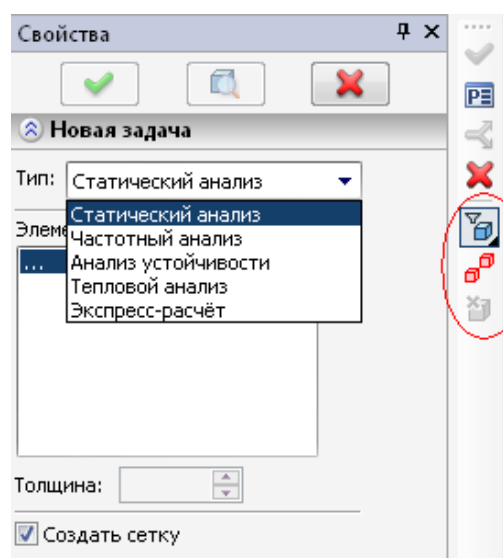 Свойства
Новая задача
Тип: Статический анализ
Статический анализ
Частотный анализ
Анализ устойчивости
Тепловой анализ
Экспресс-расчёт
...
Толщина:
Создать сетку